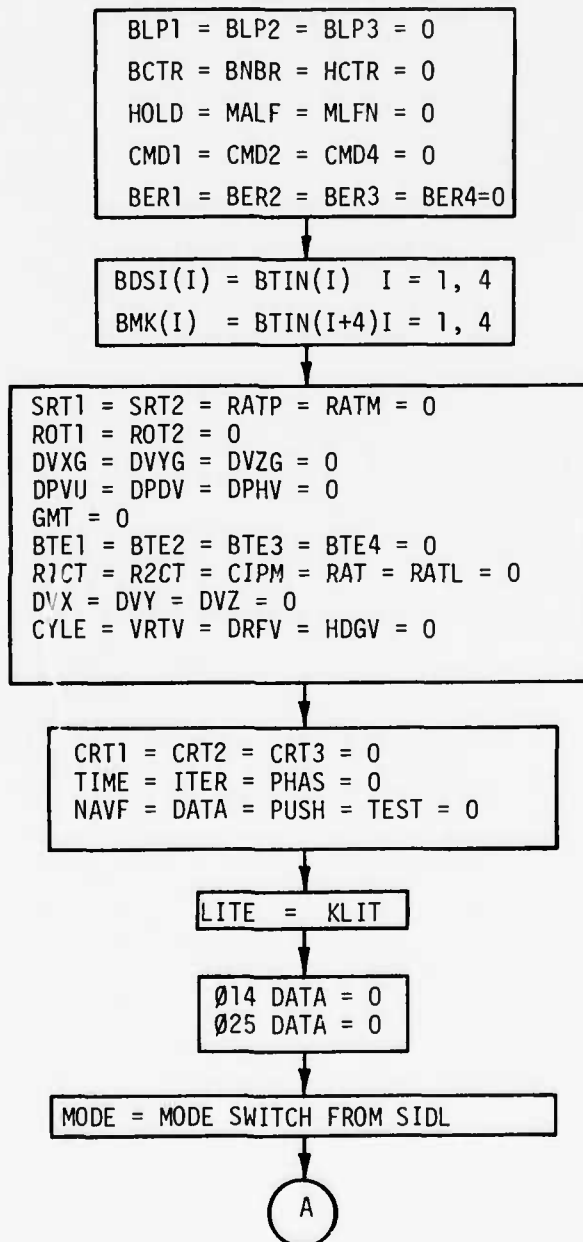 BLP1 = BLP2 = BLP3 = 0
BCTR = BNBR = HCTR = 0
HOLD = MALF = MLFN = 0
CMD1 = CMD2 = CMD4 = 0
BER1 = BER2 = BER3 = BER4=0
BDSI(I) = BTIN(I) I = 1, 4
BMK(I) = BTIN(I+4)I = 1, 4
SRT1 = SRT2 = RATP = RATM = 0
ROT1 = ROT2 = 0
DVXG = DVYG = DVZG = 0
DPVU = DPDV = DPHV = 0
GMT = 0
BTE1 = BTE2 = BTE3 = BTE4 = 0
R1CT = R2CT = CIPM = RAT = RATL = 0
DVX = DVY = DVZ = 0
CYLE = VRTV = DRFV = HDGV = 0
CRT1 = CRT2 = CRT3 = 0
TIME = ITER = PHAS = 0
NAVF = DATA = PUSH = TEST = 0
LITE = KLIT
Ø14 DATA = 0
Ø25 DATA = 0
MODE = MODE SWITCH FROM SIDL
A